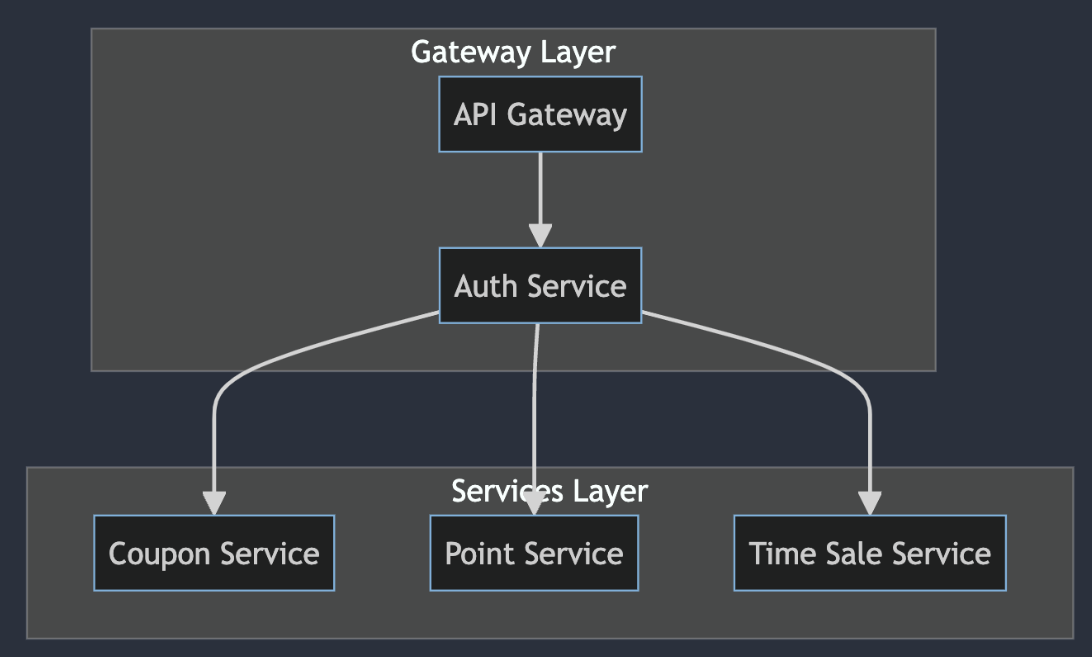 Gateway Layer
API Gateway
Auth Service
Services Layer
Coupon Service
Point Service
Time Sale Service